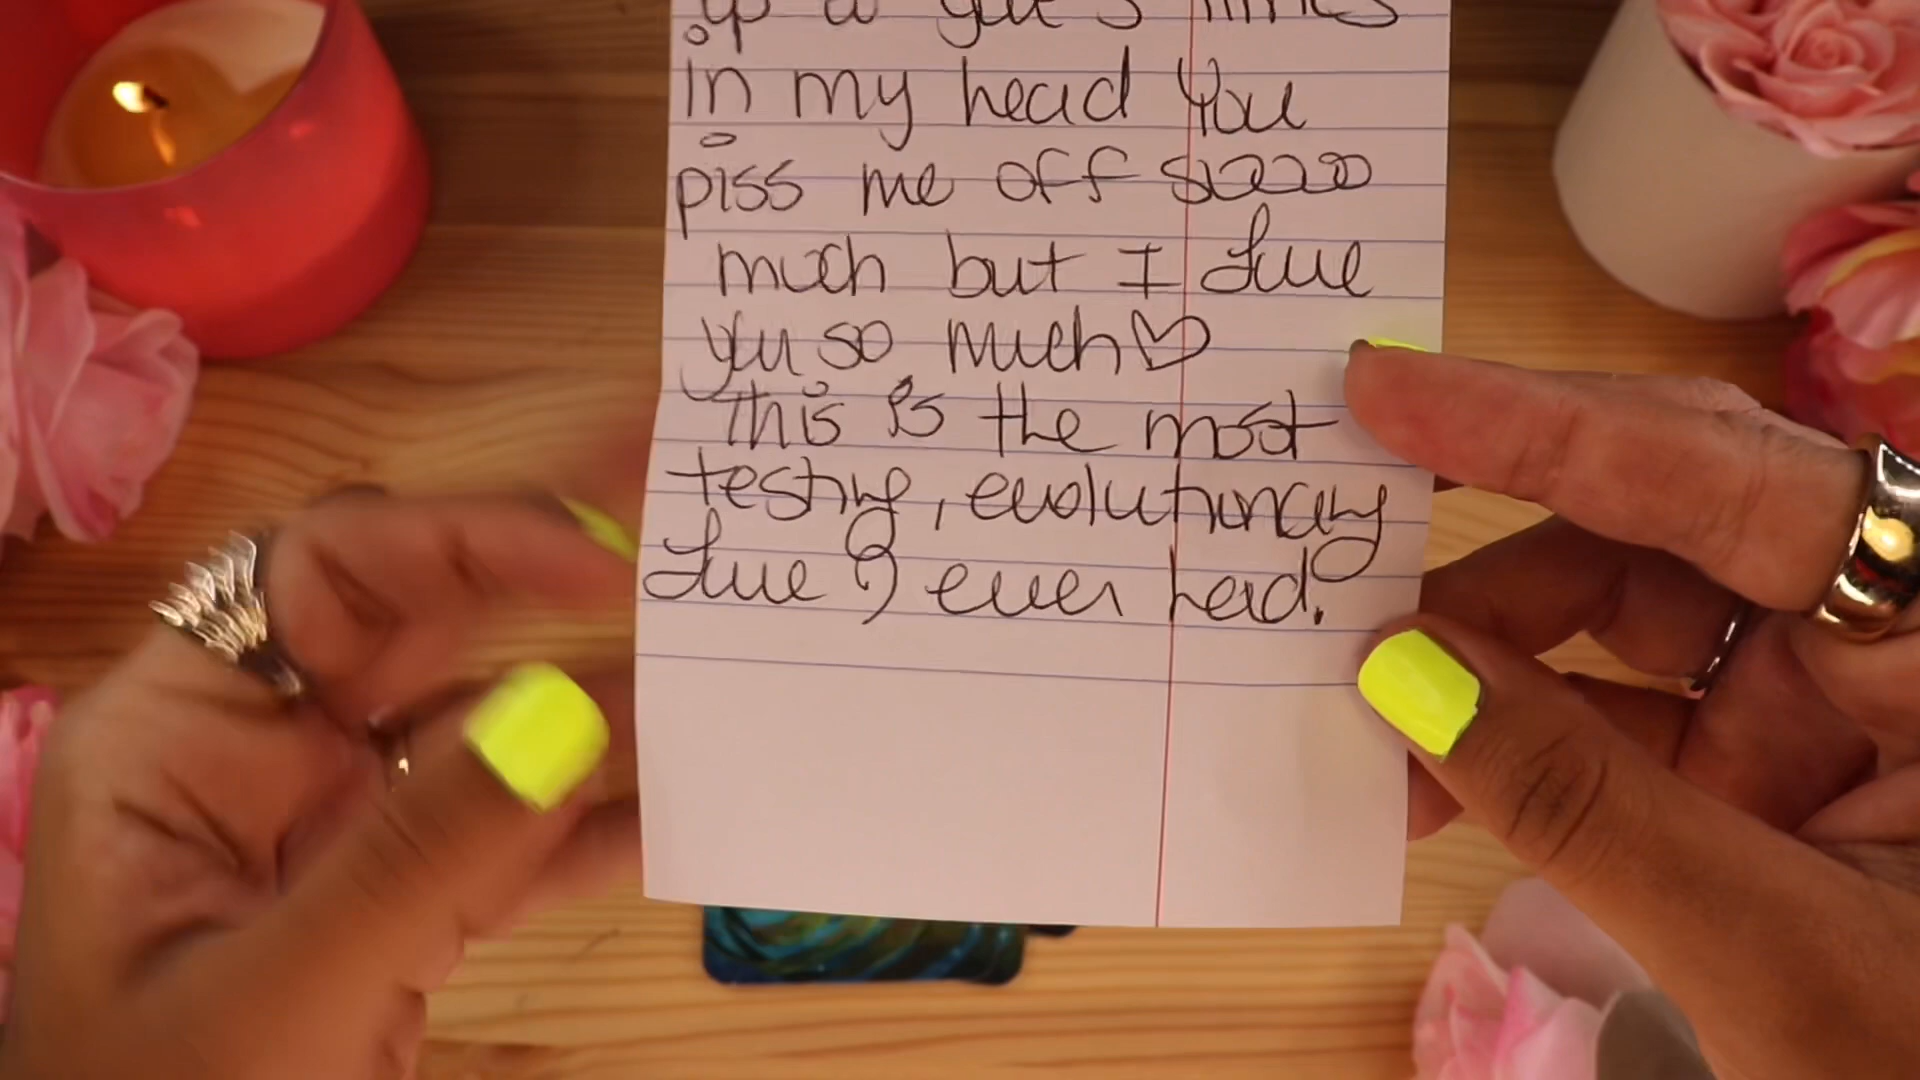 in my head You
piss me off soooo
much but I love
you so much♡
This is the most
testing, evolutionary
love I ever had.